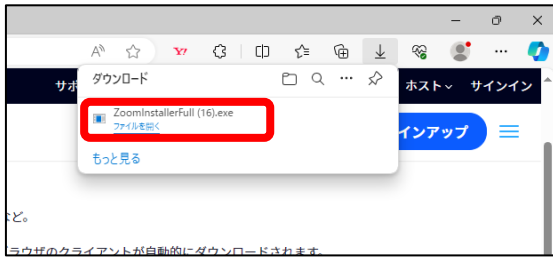 A))
Y!
ダウンロード
サポ
ホスト
サインイン
ZoomInstallerFull (16).exe
ファイルを開く
インアップ
もっと見る
など。
ブラウザのクライアントが自動的にダウンロードされます。